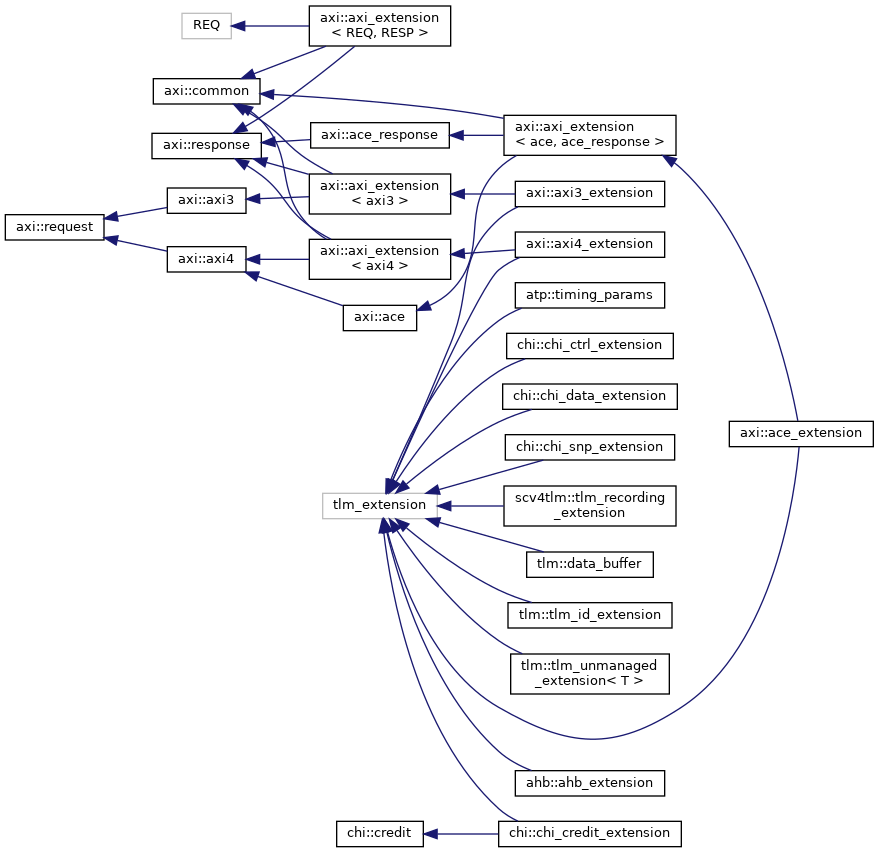 REQ
axi::axi_extension
< REQ, RESP >
axi::common
axi::response
axi::ace_response
axi::axi_extension
< ace, ace_response >
axi::axi3
axi::axi_extension
< axi3 >
axi::axi3_extension
axi::request
axi::axi4
axi::axi_extension
< axi4 >
axi::axi4_extension
axi::ace
atp::timing_params
chi::chi_ctrl_extension
chi::chi_data_extension
axi::ace_extension
chi::chi_snp_extension
tlm_extension
scv4tlm::tlm_recording
_extension
tlm::data_buffer
tlm::tlm_id_extension
tlm::tlm_unmanaged
_extension< T >
ahb::ahb_extension
chi::credit
chi::chi_credit_extension